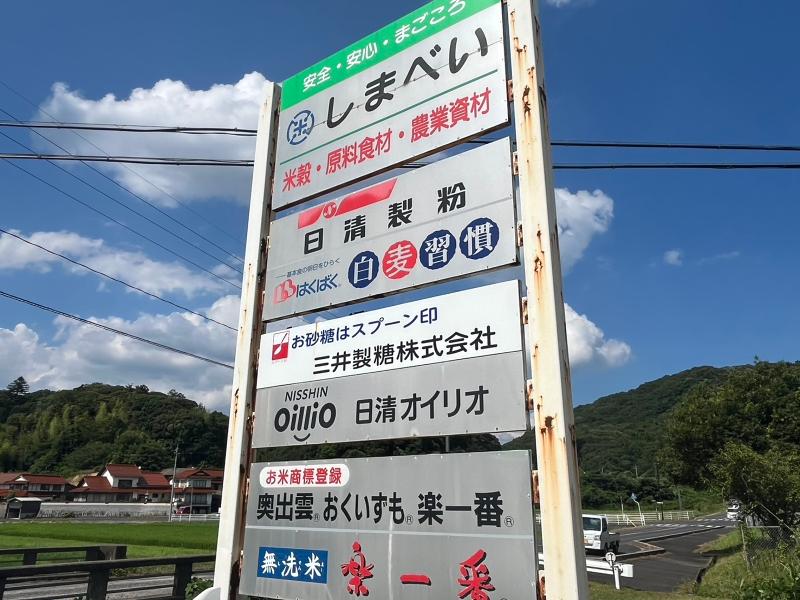 安全・安心・まごころ
米 しまべい
米穀・原料食材・農業資材
日清製粉
基本食の明日をひらく
はくばく® 白麦習慣
お砂糖はスプーン印
三井製糖株式会社
NISSHIN
OilliO 日清オイリオ
お米商標登録
奥出雲® おくいずも® 楽一番®
無洗米 楽一番